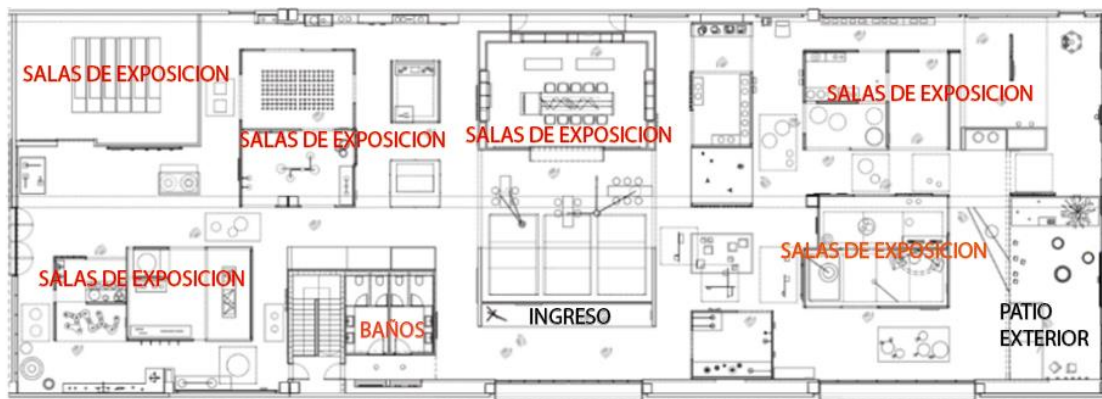 SALAS DE EXPOSICION
SALAS DE EXPOSICION
SALAS DE EXPOSICION
SALAS DE EXPOSICION
SALAS DE EXPOSICION
SALAS DE EXPOSICION
BAÑOS
INGRESO
PATIO
EXTERIOR